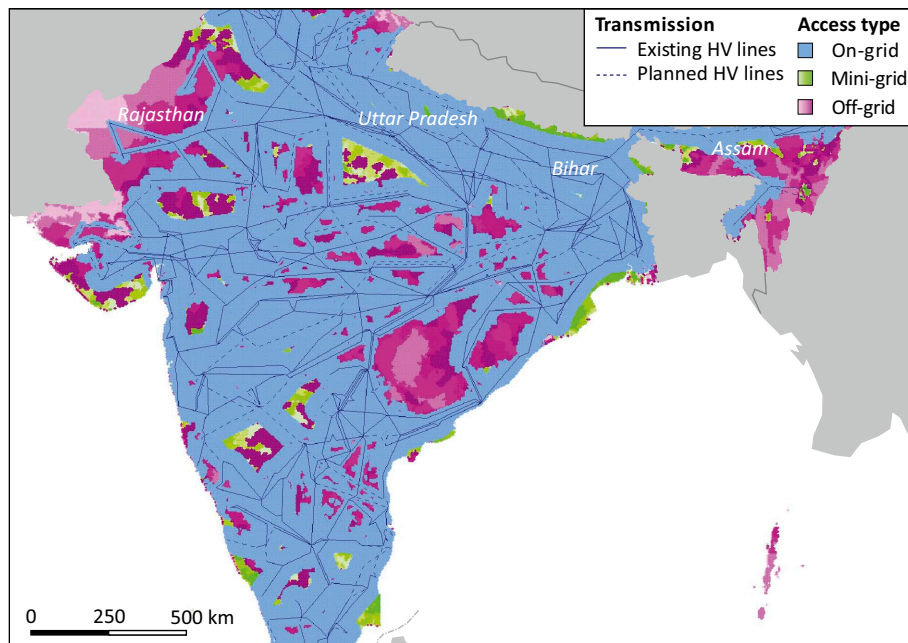 Transmission
Existing HV lines
Planned HV lines
Access type
On-grid
Mini-grid
Off-grid
Rajasthan
Uttar Pradesh
Bihar
Assam
0 250 500 km